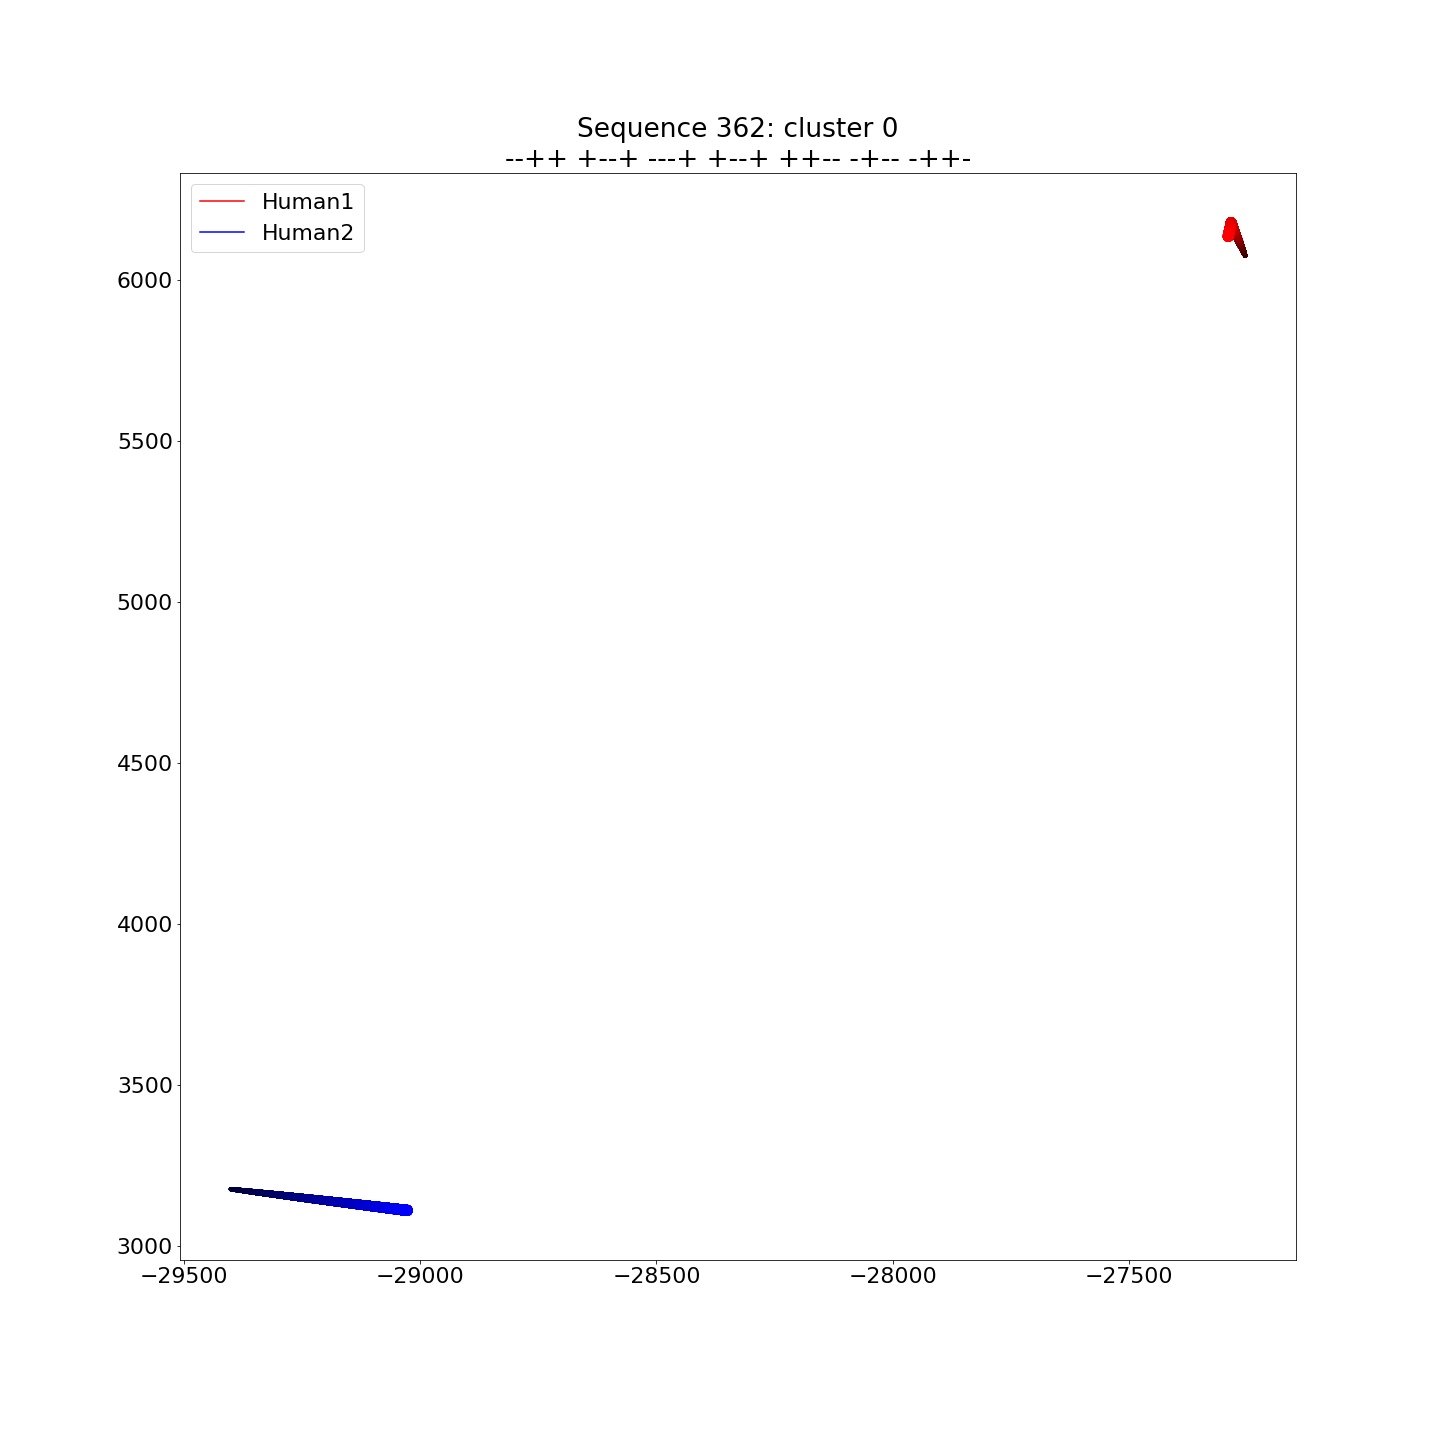 Sequence 362: cluster 0
--++ +--+ ---+ +--+ ++-- -+-- -++-
Human1
Human2
6000
5500
5000
4500
4000
3500
3000
−29500 −29000 −28500 −28000 −27500